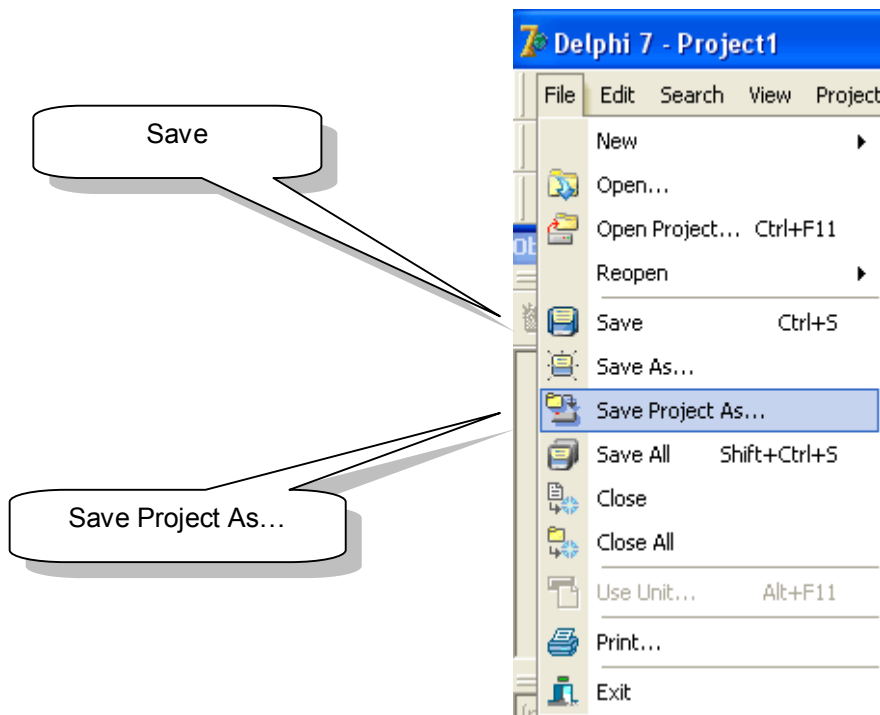 Delphi 7 - Project1
File Edit Search View Project
Save
New
Open...
Open Project... Ctrl+F11
Reopen
Save Ctrl+S
Save As...
Save Project As...
Save All Shift+Ctrl+S
Save Project As…
Close
Close All
Use Unit... Alt+F11
Print...
Exit